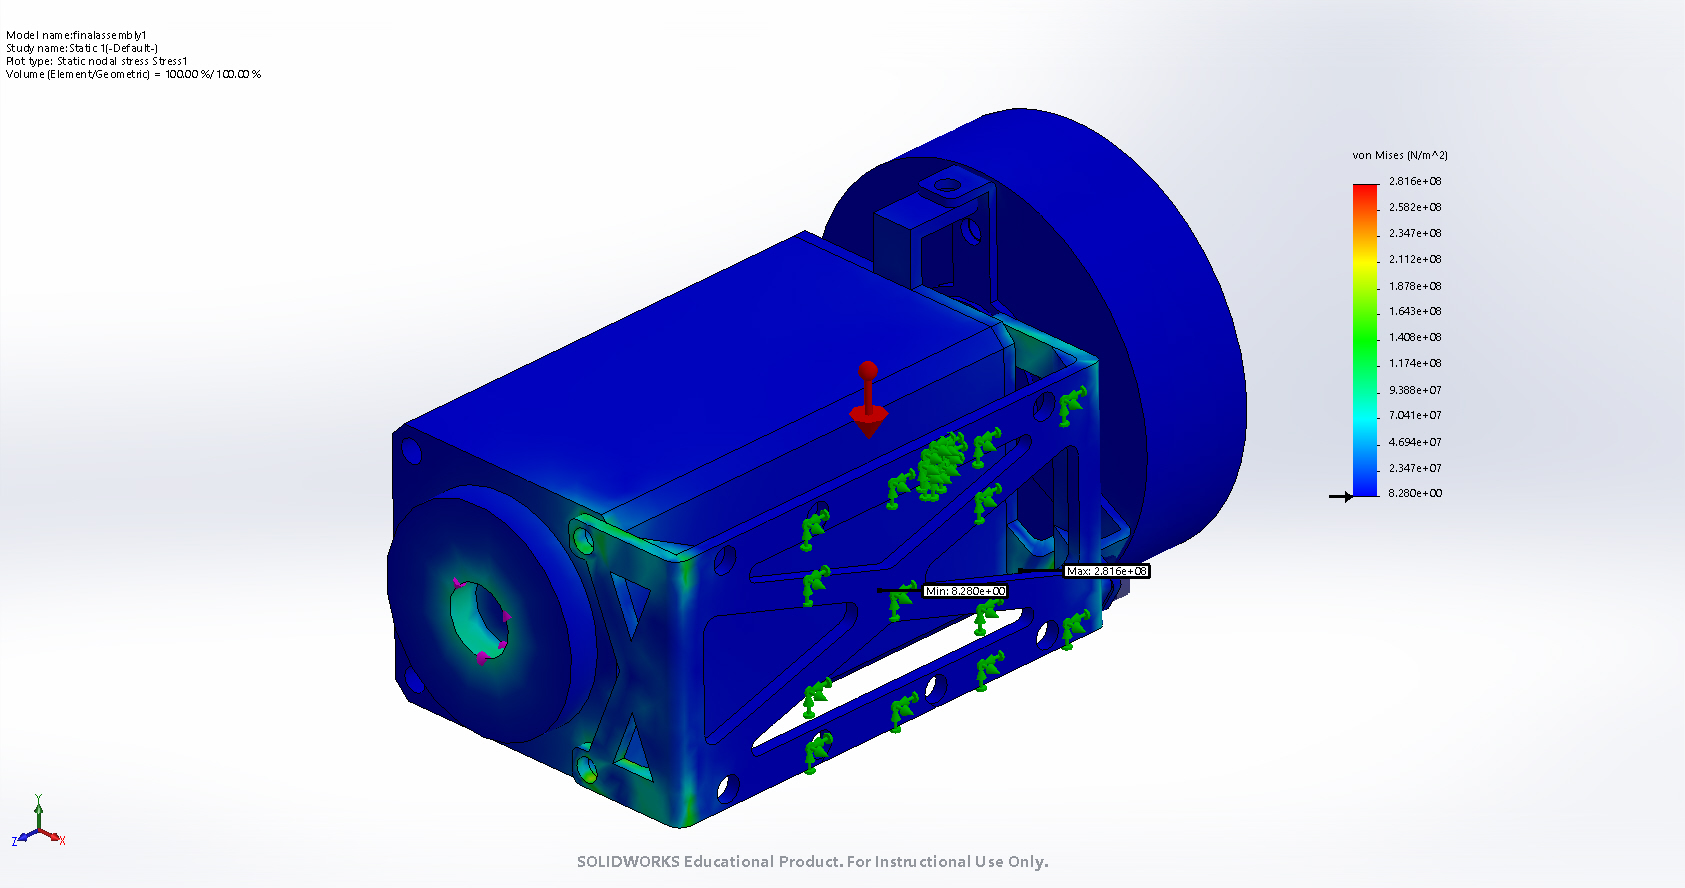 Model name:finalassembly1
Study name:Static 1(-Default-)
Plot type: Static nodal stress Stress1
Volume (Element/Geometric) = 100.00 %/ 100.00 %
von Mises (N/m^2)
2.816e+08
2.582e+08
2.347e+08
2.112e+08
1.878e+08
1.643e+08
1.408e+08
1.174e+08
9.388e+07
7.041e+07
4.694e+07
2.347e+07
8.280e+00
Max: 2.816e+08
Min: 8.280e+00
Y
Z
X
SOLIDWORKS Educational Product. For Instructional Use Only.